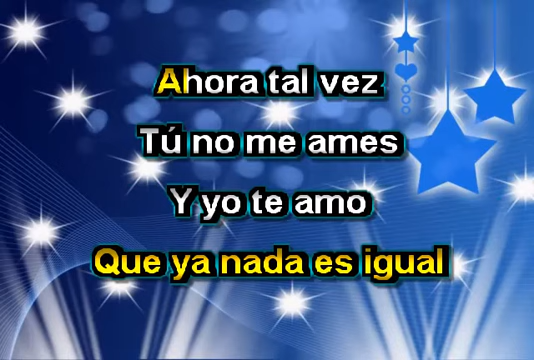 Ahora tal vez
Tú no me ames
Y yo te amo
Que ya nada es igual